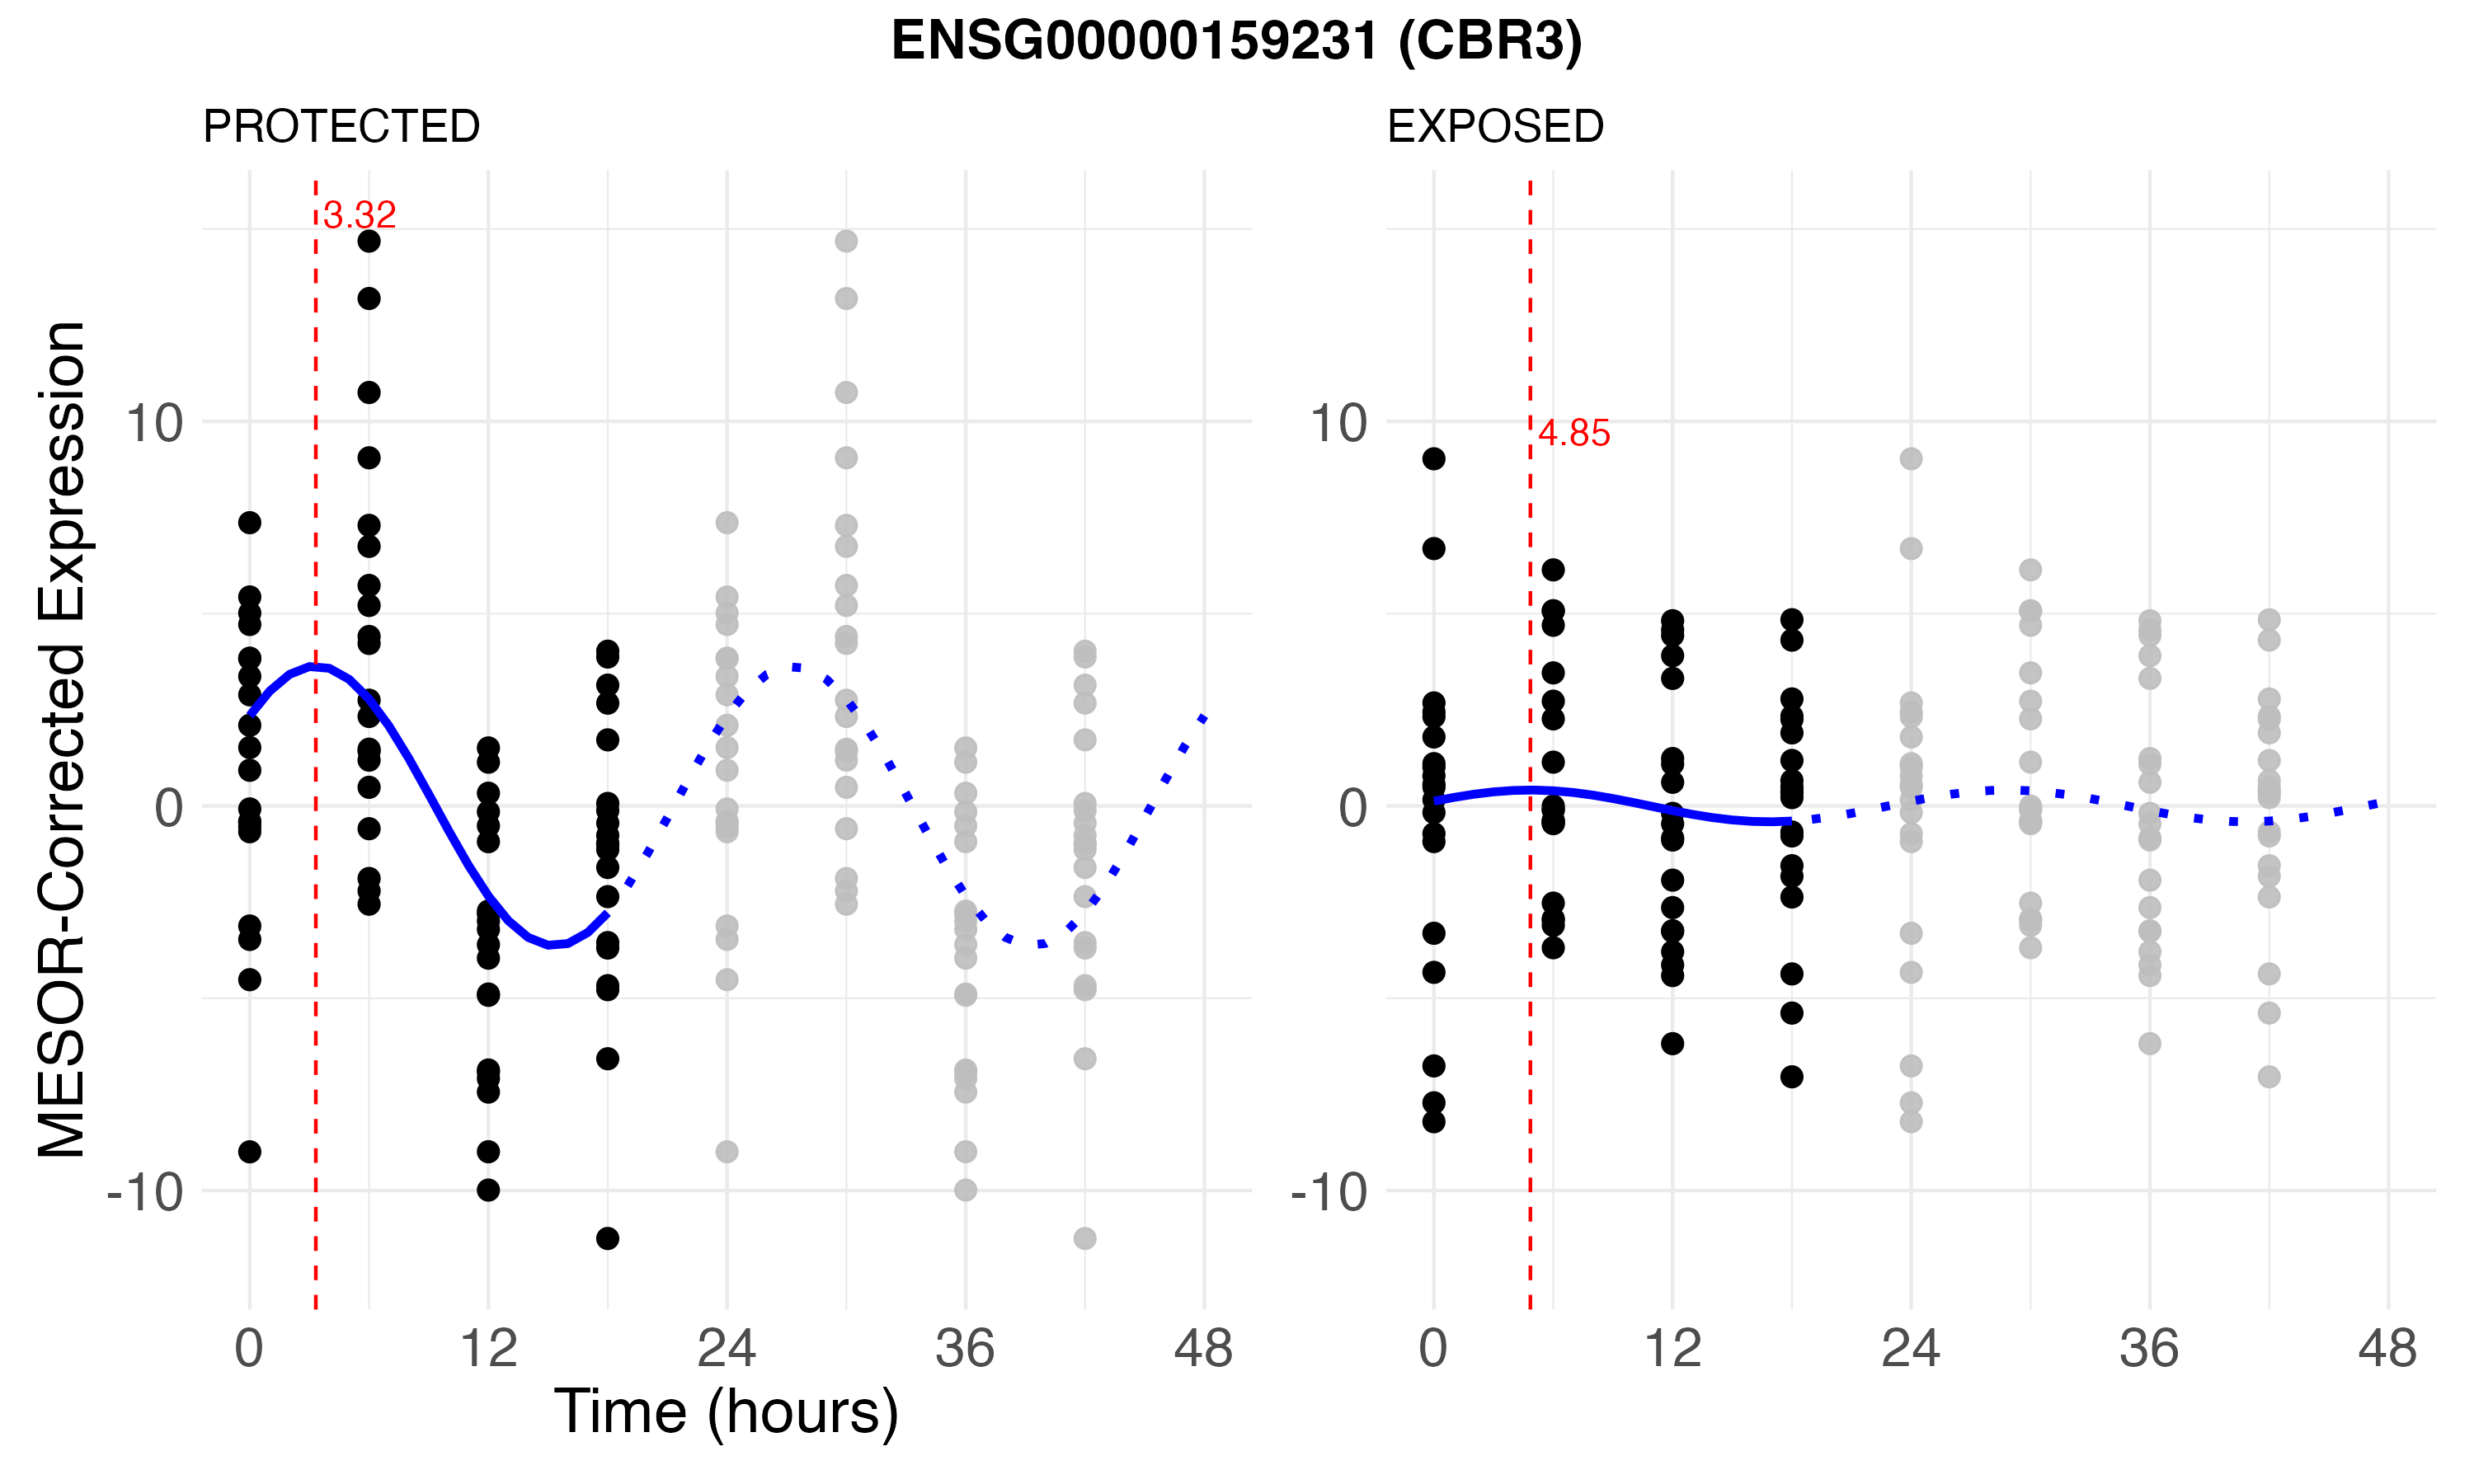 ENSG00000159231 (CBR3)
PROTECTED
EXPOSED
MESOR-Corrected Expression
3.32
10
0
-10
0 12 24 36 48
4.85
10
0
-10
0 12 24 36 48
Time (hours)